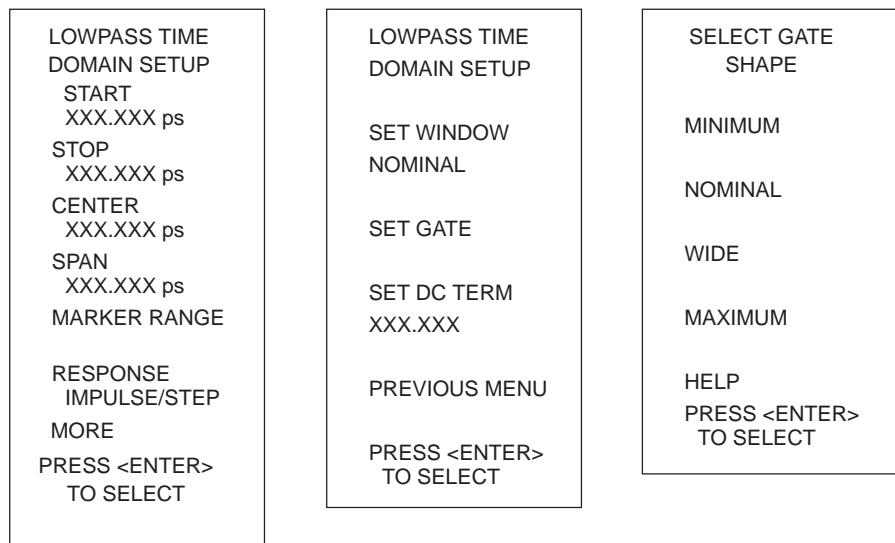 LOWPASS TIME
DOMAIN SETUP
START
XXX.XXX ps
STOP
XXX.XXX ps
CENTER
XXX.XXX ps
SPAN
XXX.XXX ps
MARKER RANGE
RESPONSE
IMPULSE/STEP
MORE
PRESS <ENTER>
TO SELECT
LOWPASS TIME
DOMAIN SETUP
SET WINDOW
NOMINAL
SET GATE
SET DC TERM
XXX.XXX
PREVIOUS MENU
PRESS <ENTER>
TO SELECT
SELECT GATE
SHAPE
MINIMUM
NOMINAL
WIDE
MAXIMUM
HELP
PRESS <ENTER>
TO SELECT